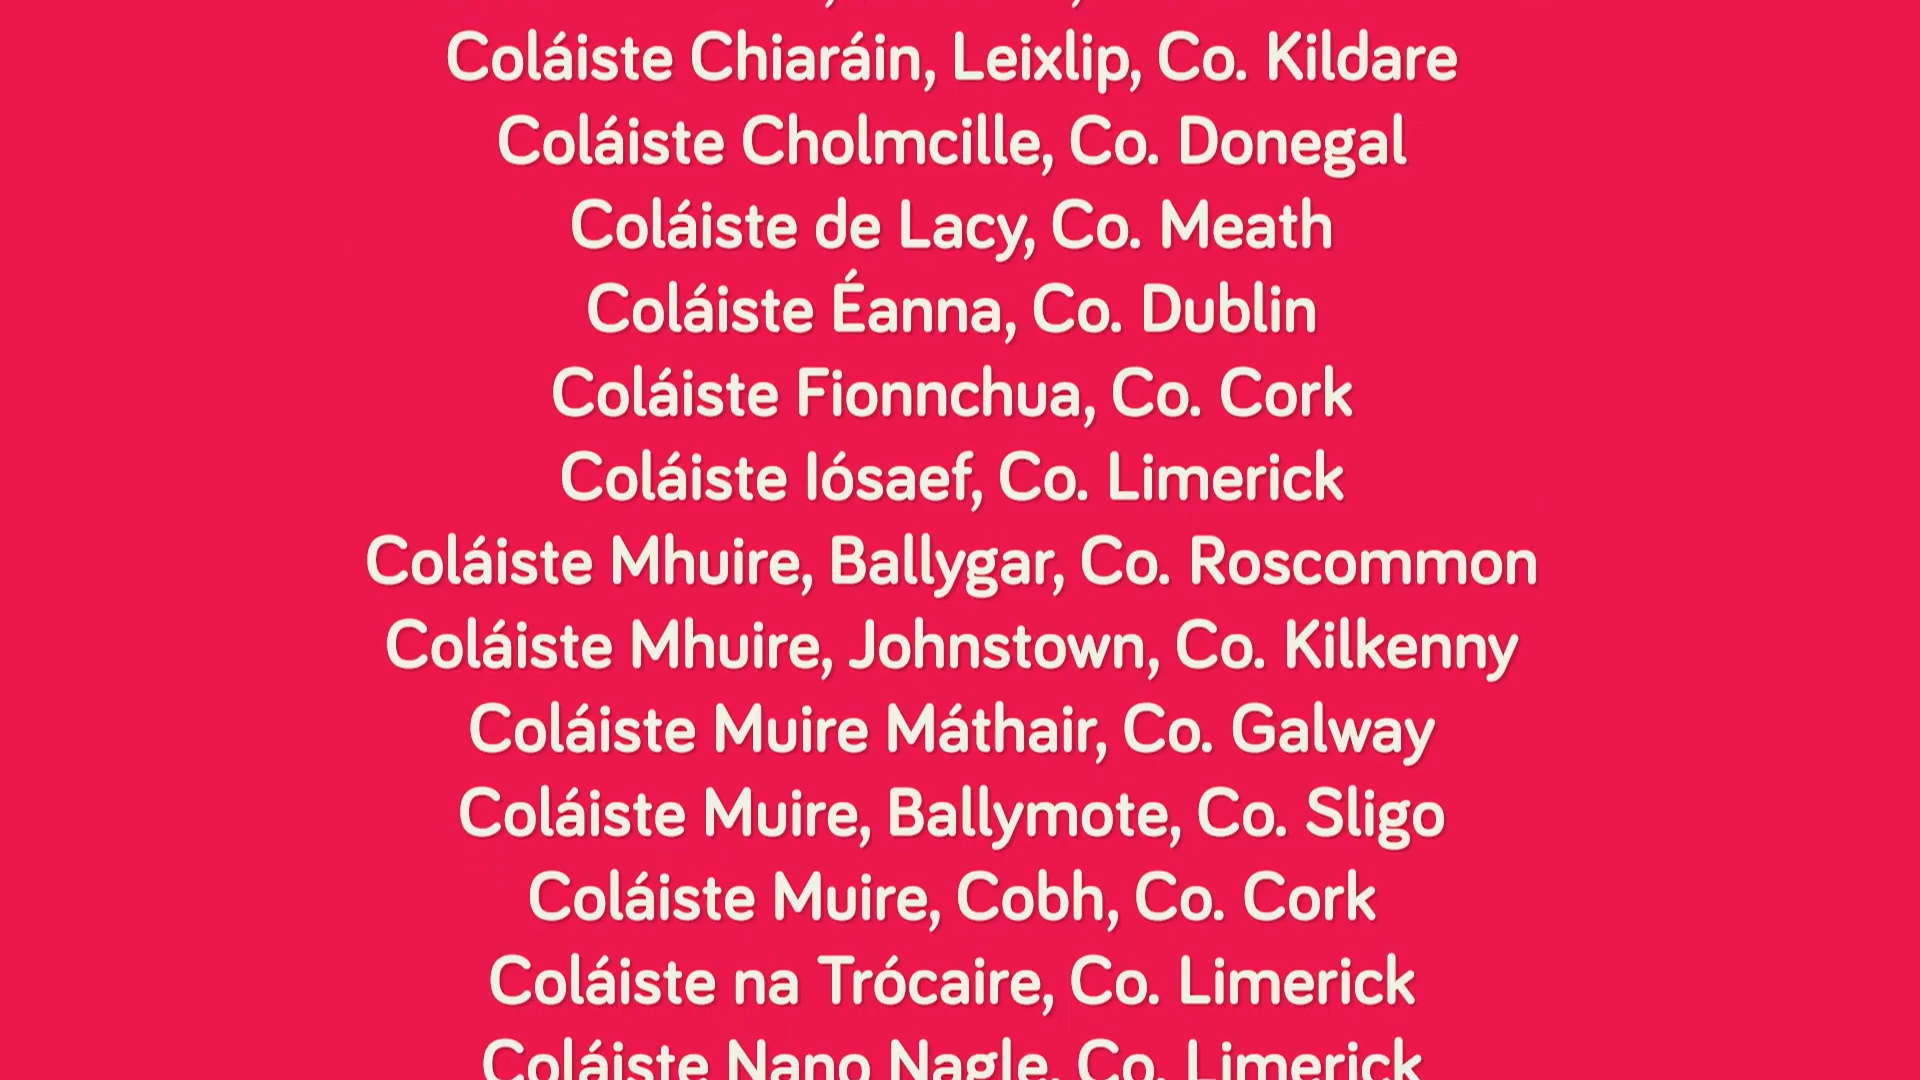 Coláiste Chiaráin, Leixlip, Co. Kildare
Coláiste Cholmcille, Co. Donegal
Coláiste de Lacy, Co. Meath
Coláiste Éanna, Co. Dublin
Coláiste Fionnchua, Co. Cork
Coláiste Iósaef, Co. Limerick
Coláiste Mhuire, Ballygar, Co. Roscommon
Coláiste Mhuire, Johnstown, Co. Kilkenny
Coláiste Muire Máthair, Co. Galway
Coláiste Muire, Ballymote, Co. Sligo
Coláiste Muire, Cobh, Co. Cork
Coláiste na Trócaire, Co. Limerick
Coláiste Nano Nagle, Co. Limerick